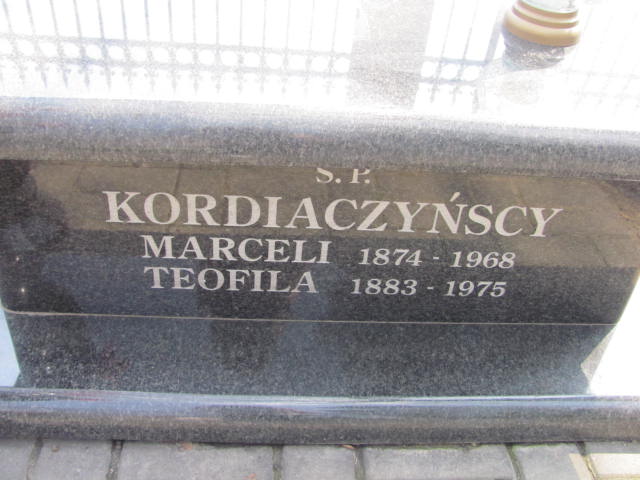 S. P.
KORDIACZYŃSCY
MARCELI 1874 - 1968
TEOFILA 1883 - 1975